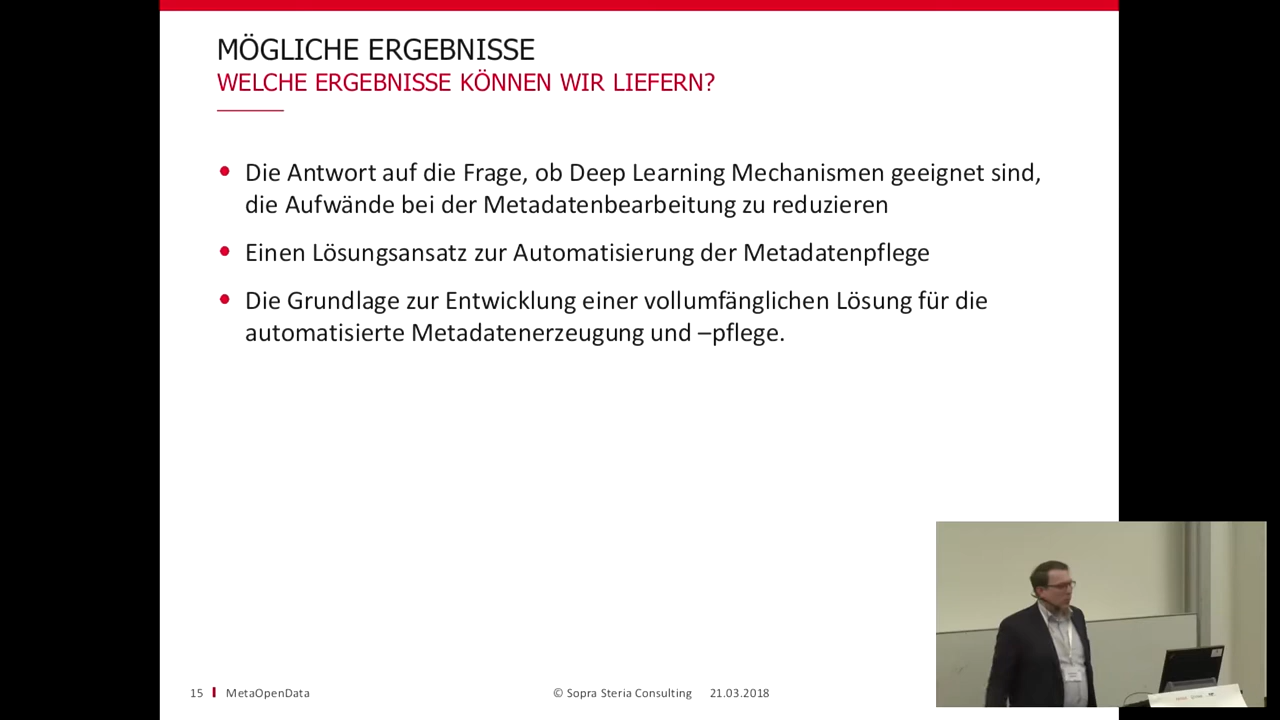 MÖGLICHE ERGEBNISSE
WELCHE ERGEBNISSE KÖNNEN WIR LIEFERN?
Die Antwort auf die Frage, ob Deep Learning Mechanismen geeignet sind,
die Aufwände bei der Metadatenbearbeitung zu reduzieren
Einen Lösungsansatz zur Automatisierung der Metadatenpflege
Die Grundlage zur Entwicklung einer vollumfänglichen Lösung für die
automatisierte Metadatenerzeugung und –pflege.
15 MetaOpenData © Sopra Steria Consulting 21.03.2018